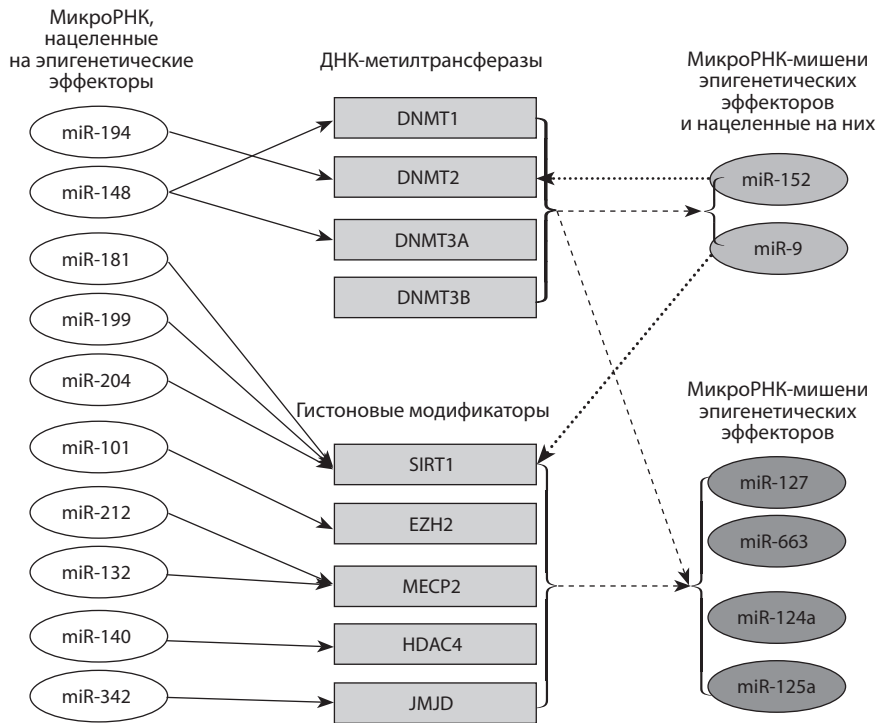 МикроРНК,
нацеленные
на эпигенетические
эффекторы
miR-194
miR-148
miR-181
miR-199
miR-204
miR-101
miR-212
miR-132
miR-140
miR-342
ДНК-метилтрансферазы
DNMT1
DNMT2
DNMT3A
DNMT3B
Гистоновые модификаторы
SIRT1
EZH2
MECP2
HDAC4
JMJD
МикроРНК-мишени
эпигенетических
эффекторов
и нацеленные на них
miR-152
miR-9
МикроРНК-мишени
эпигенетических
эффекторов
miR-127
miR-663
miR-124a
miR-125a